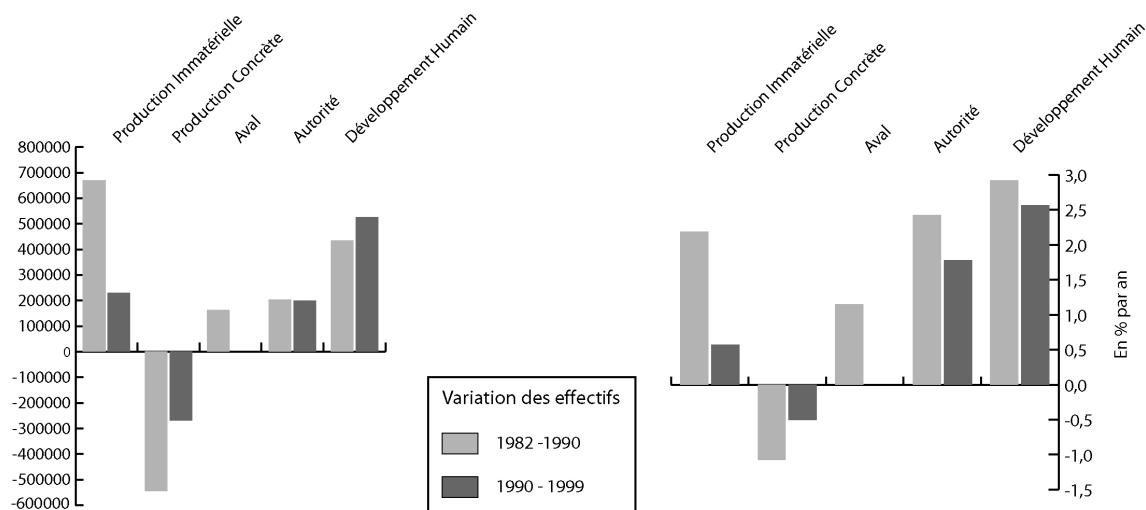 Production Immatérielle
Production Concrète
Aval
Autorité
Développement Humain
800000
700000
600000
500000
400000
300000
200000
100000
0
-100000
-200000
-300000
-400000
-500000
-600000
Variation des effectifs
1982 -1990
1990 - 1999
Production Immatérielle
Production Concrète
Aval
Autorité
Développement Humain
3,0
2,5
2,0
1,5
1,0
0,5
0,0
-0,5
-1,0
-1,5
En % par an